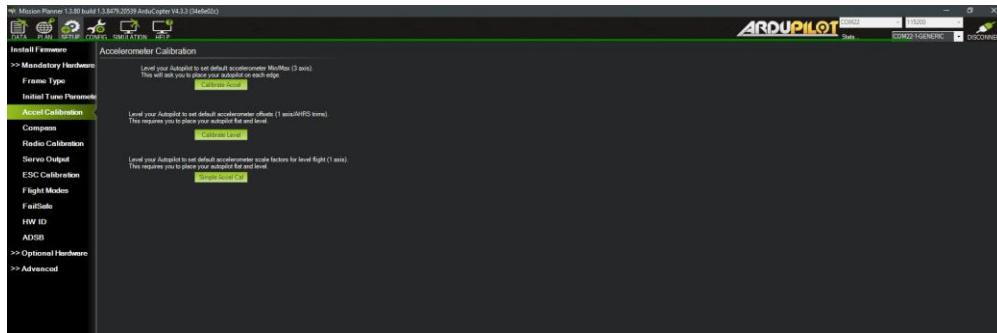 Mission Planner 1.3.80 build 1.3.8479.20539 ArduCopter V4.3.3 (34e6e02c)
DATA PLAN SETUP CONFIG SIMULATION HELP
ARDUPILOT
COM22 115200
Stats... COM22-1-GENERIC
DISCONNE
Install Firmware
>> Mandatory Hardware
Frame Type
Initial Tune Paramete
Accel Calibration
Compass
Radio Calibration
Servo Output
ESC Calibration
Flight Modes
FailSafe
HW ID
ADSB
>> Optional Hardware
>> Advanced
Accelerometer Calibration
Level your Autopilot to set default accelerometer Min/Max (3 axis).
This will ask you to place your autopilot on each edge.
Calibrate Accel
Level your Autopilot to set default accelerometer offsets (1 axis/AHRS trims).
This requires you to place your autopilot flat and level.
Calibrate Level
Level your Autopilot to set default accelerometer scale factors for level flight (1 axis).
This requires you to place your autopilot flat and level.
Simple Accel Cal